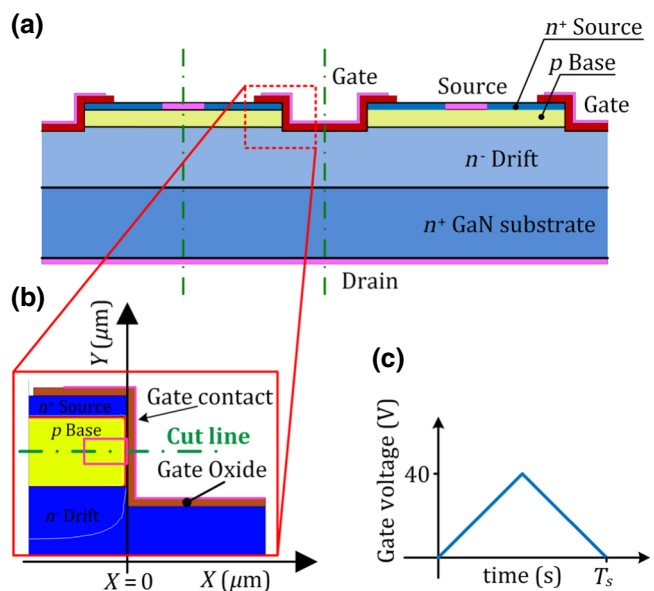 (a)
n⁺ Source
p Base
Gate
Source
Gate
n⁻ Drift
n⁺ GaN substrate
Drain
(b)
Y (μm)
n⁺ Source
p Base
n⁻ Drift
Gate contact
Cut line
Gate Oxide
X = 0
X (μm)
(c)
Gate voltage (V)
40
time (s)
Tₛ